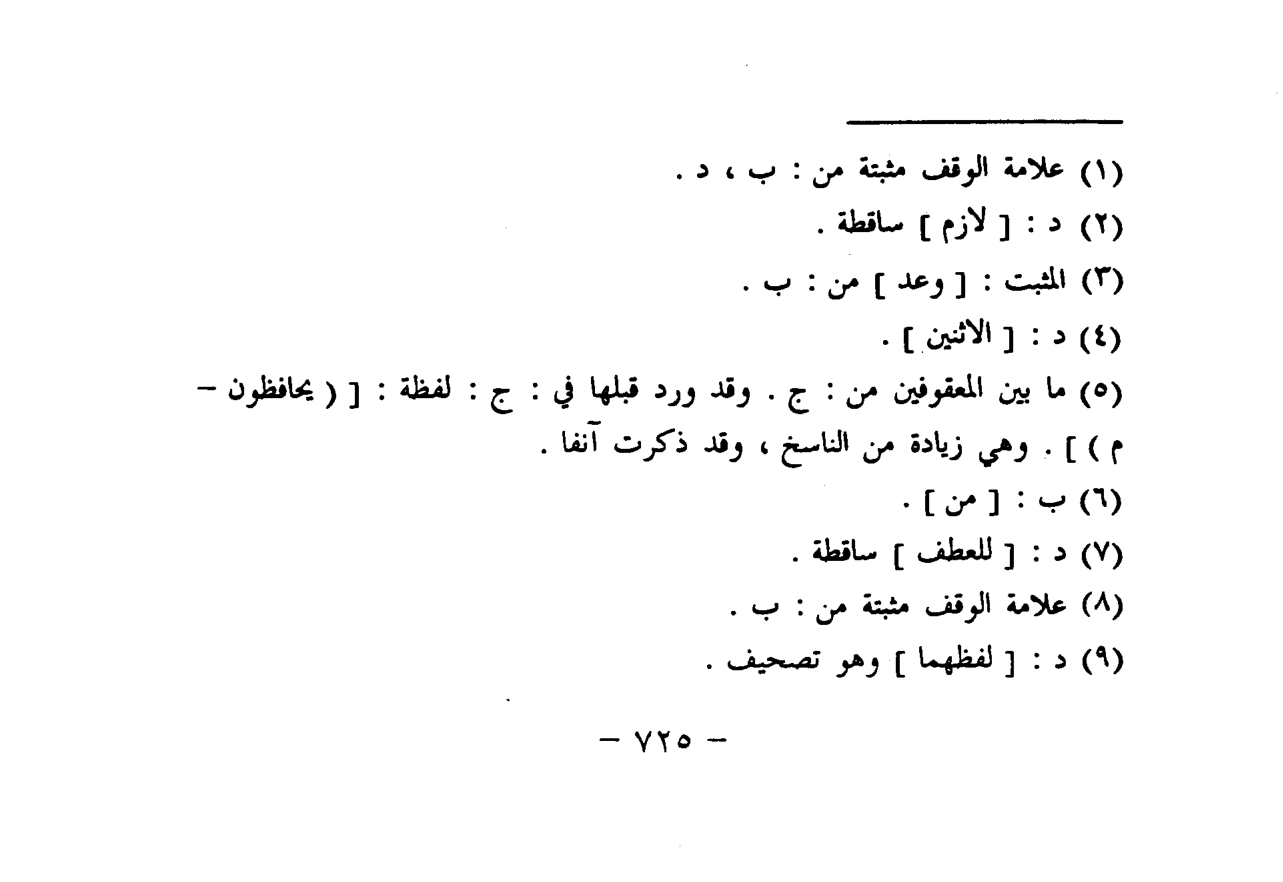 (١) علامة الوقف مثبتة من : ب ، د .
(٢) د : [ لازم ] ساقطة .
(٣) المثبت : [ وعد ] من : ب .
(٤) د : [ الاثنين ] .
(٥) ما بين المعقوفين من : ج . وقد ورد قبلها في : ج : لفظة : [ ( يحافظون –
م ) ] . وهي زيادة من الناسخ ، وقد ذكرت آنفا .
(٦) ب : [ من ] .
(٧) د : [ للعطف ] ساقطة .
(٨) علامة الوقف مثبتة من : ب .
(٩) د : [ لفظهما ] وهو تصحيف .
– ٧٢٥ –